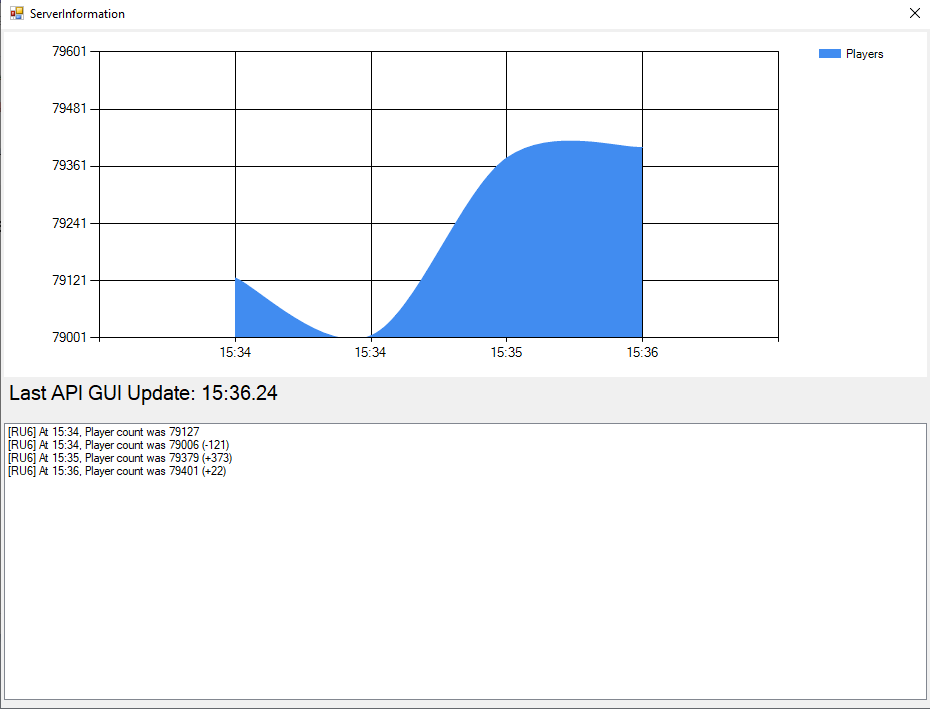 ServerInformation
79601
79481
79361
79241
79121
79001
15:34 15:34 15:35 15:36
Players
Last API GUI Update: 15:36.24
[RU6] At 15:34, Player count was 79127
[RU6] At 15:34, Player count was 79006 (-121)
[RU6] At 15:35, Player count was 79379 (+373)
[RU6] At 15:36, Player count was 79401 (+22)